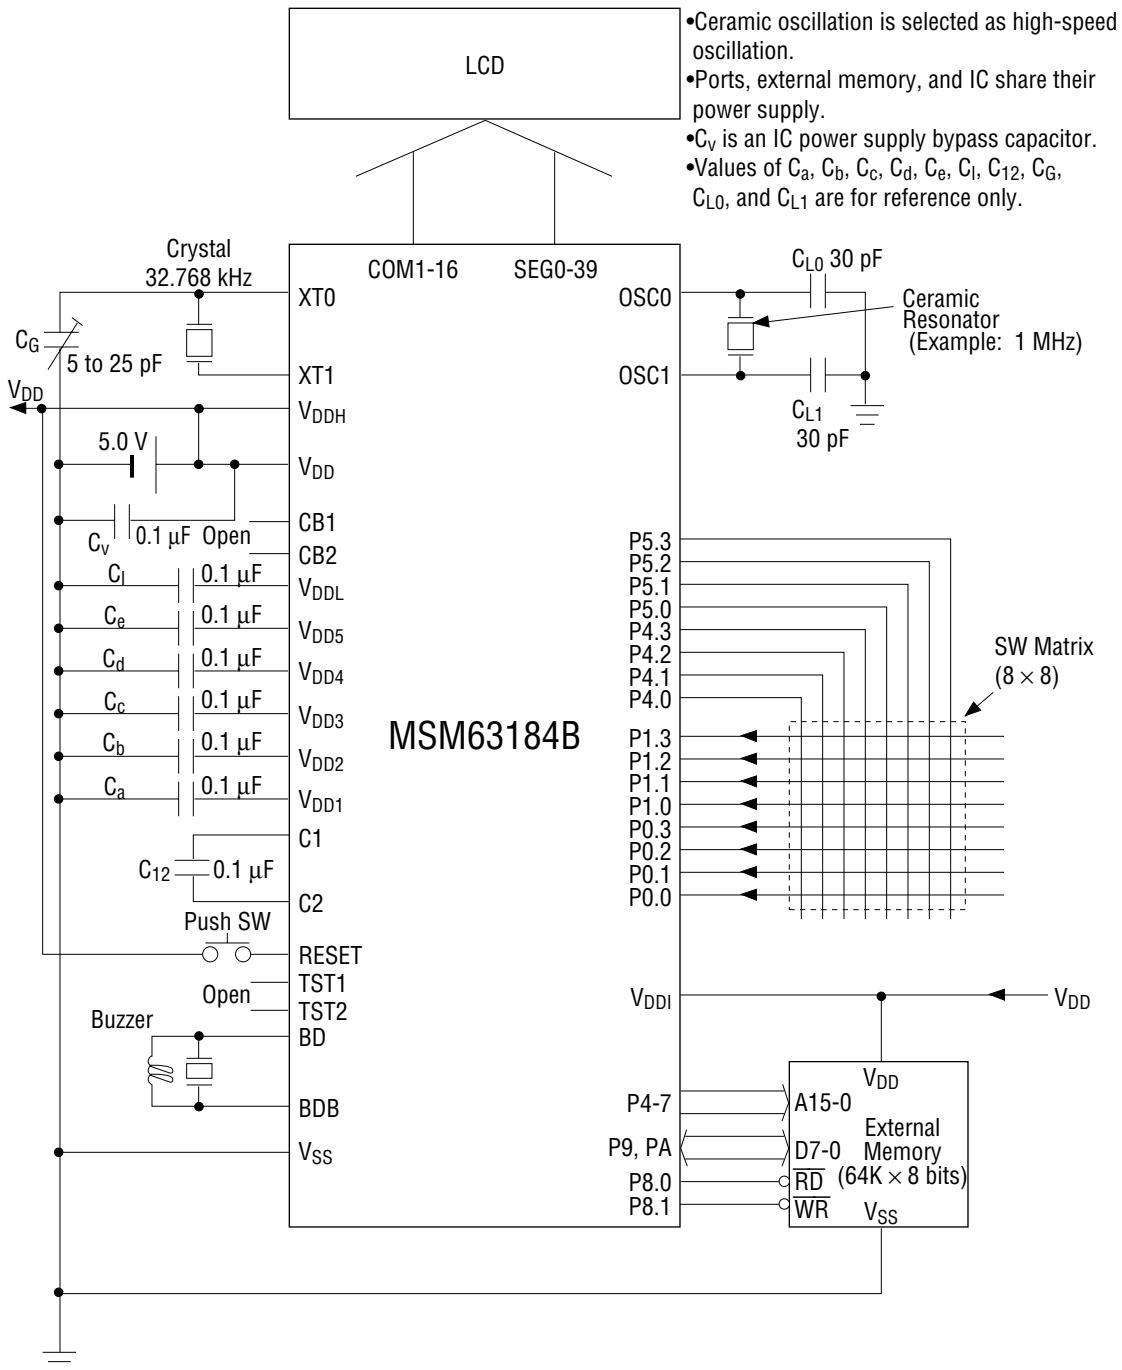 LCD
•Ceramic oscillation is selected as high-speed
oscillation.
•Ports, external memory, and IC share their
power supply.
•Cv is an IC power supply bypass capacitor.
•Values of Ca, Cb, Cc, Cd, Ce, Cl, C12, CG,
CL0, and CL1 are for reference only.
COM1-16
SEG0-39
Crystal
32.768 kHz
XT0
CG
5 to 25 pF
XT1
VDD
VDDH
5.0 V
VDD
Cv
0.1 μF
Open
CB1
CB2
Cl
0.1 μF
VDDL
Ce
0.1 μF
VDD5
Cd
0.1 μF
VDD4
Cc
0.1 μF
VDD3
Cb
0.1 μF
VDD2
Ca
0.1 μF
VDD1
C1
C12
0.1 μF
C2
Push SW
RESET
Open
TST1
TST2
Buzzer
BD
BDB
VSS
MSM63184B
OSC0
CL0 30 pF
Ceramic
Resonator
(Example: 1 MHz)
OSC1
CL1
30 pF
P5.3
P5.2
P5.1
P5.0
P4.3
P4.2
P4.1
P4.0
SW Matrix
(8 × 8)
P1.3
P1.2
P1.1
P1.0
P0.3
P0.2
P0.1
P0.0
VDDI
VDD
P4-7
P9, PA
P8.0
P8.1
VDD
A15-0
External
D7-0
Memory
RD
(64K × 8 bits)
WR
VSS